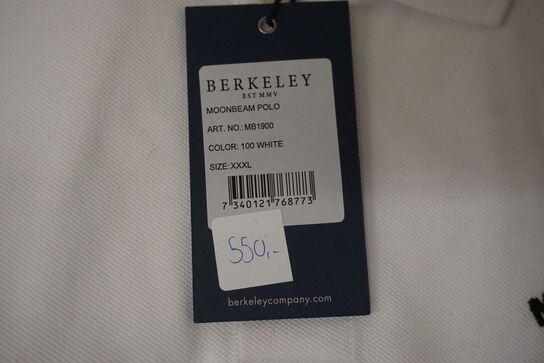 BERKELEY
EST MMV
MOONBEAM POLO
ART. NO.:MB1900
COLOR: 100 WHITE
SIZE:XXXL
7 340121 768773
550,-
berkeleycompany.com